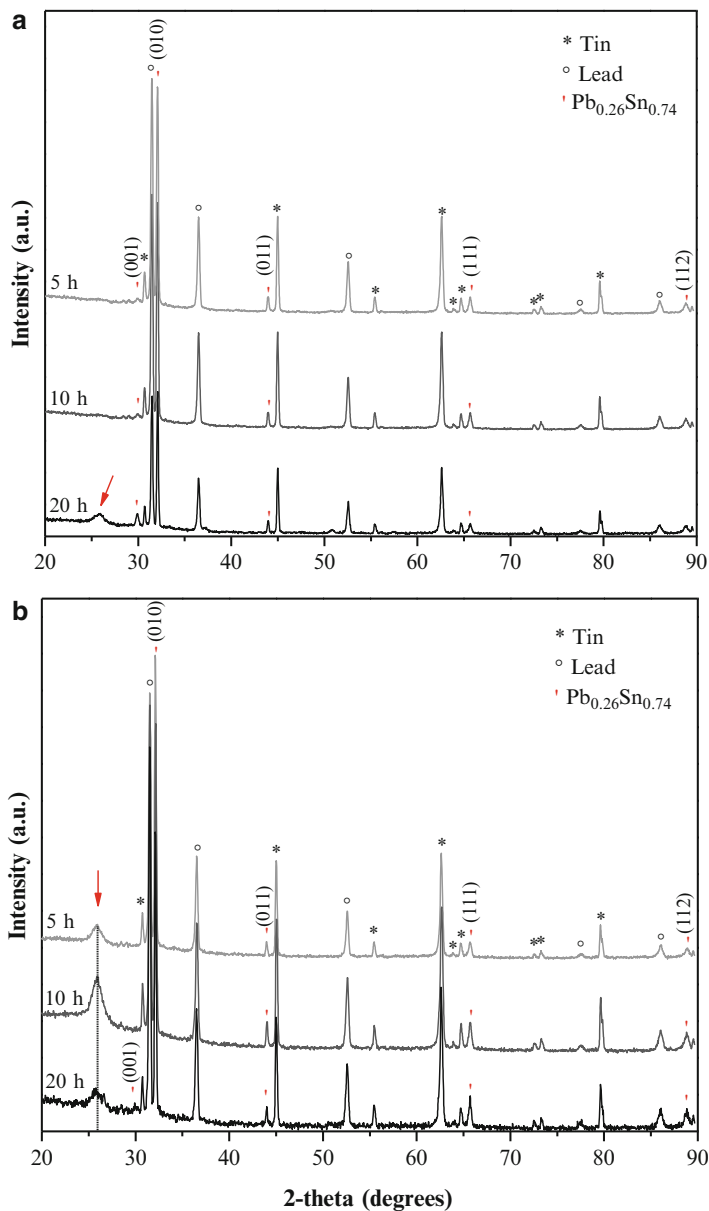 a
(010)
* Tin
○ Lead
' Pb0.26Sn0.74
(001)
(011)
(111)
(112)
5 h
10 h
20 h
Intensity (a.u.)
20 30 40 50 60 70 80 90
b
(010)
* Tin
○ Lead
' Pb0.26Sn0.74
(011)
(111)
(112)
5 h
10 h
(001)
20 h
Intensity (a.u.)
20 30 40 50 60 70 80 90
2-theta (degrees)